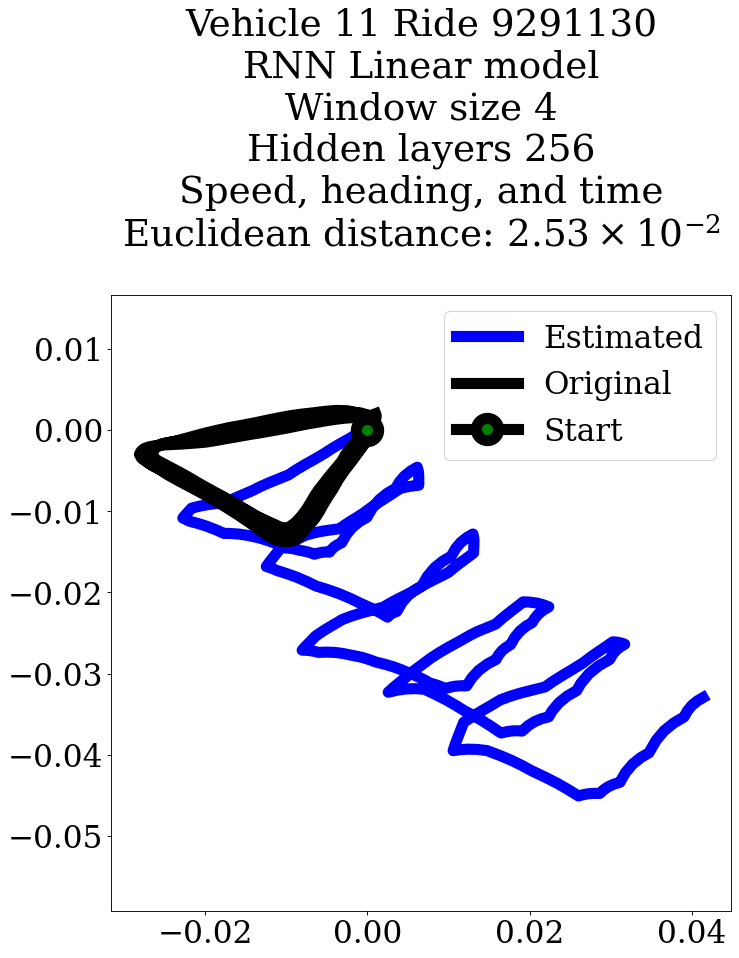 Vehicle 11 Ride 9291130
RNN Linear model
Window size 4
Hidden layers 256
Speed, heading, and time
Euclidean distance: 2.53 × 10⁻²
Estimated
Original
Start
0.01
0.00
−0.01
−0.02
−0.03
−0.04
−0.05
−0.02 0.00 0.02 0.04